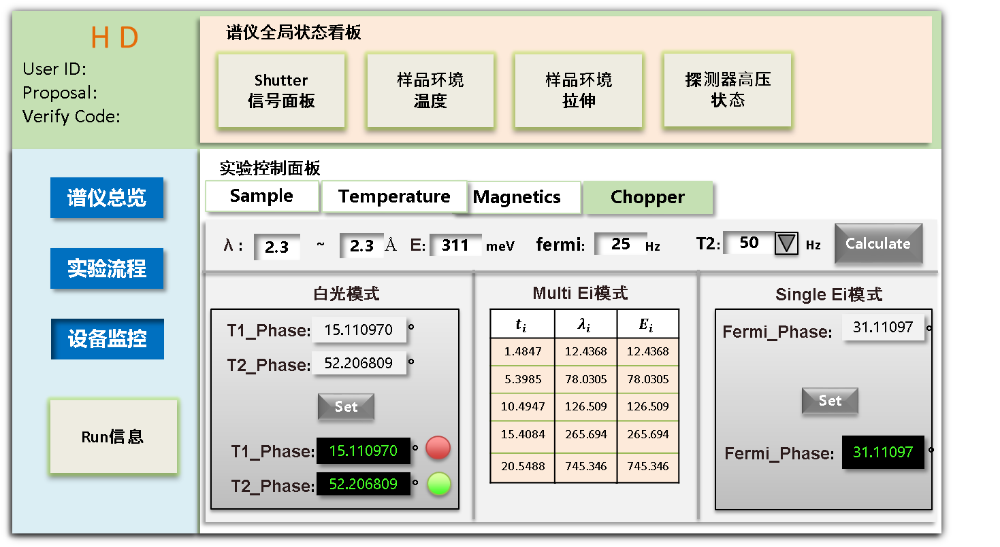 H D
User ID:
Proposal:
Verify Code:
谱仪全局状态看板
Shutter
信号面板
样品环境
温度
样品环境
拉伸
探测器高压
状态
谱仪总览
实验流程
设备监控
Run信息
实验控制面板
Sample Temperature Magnetics Chopper
λ : 2.3 ~ 2.3 Å E: 311 meV fermi: 25 Hz T2: 50 Hz Calculate
白光模式
T1_Phase: 15.110970 °
T2_Phase: 52.206809 °
Set
T1_Phase: 15.110970 °
T2_Phase: 52.206809 °
Multi Ei模式
tᵢ λᵢ Eᵢ
1.4847 12.4368 12.4368
5.3985 78.0305 78.0305
10.4947 126.509 126.509
15.4084 265.694 265.694
20.5488 745.346 745.346
Single Ei模式
Fermi_Phase: 31.11097 °
Set
Fermi_Phase: 31.11097 °